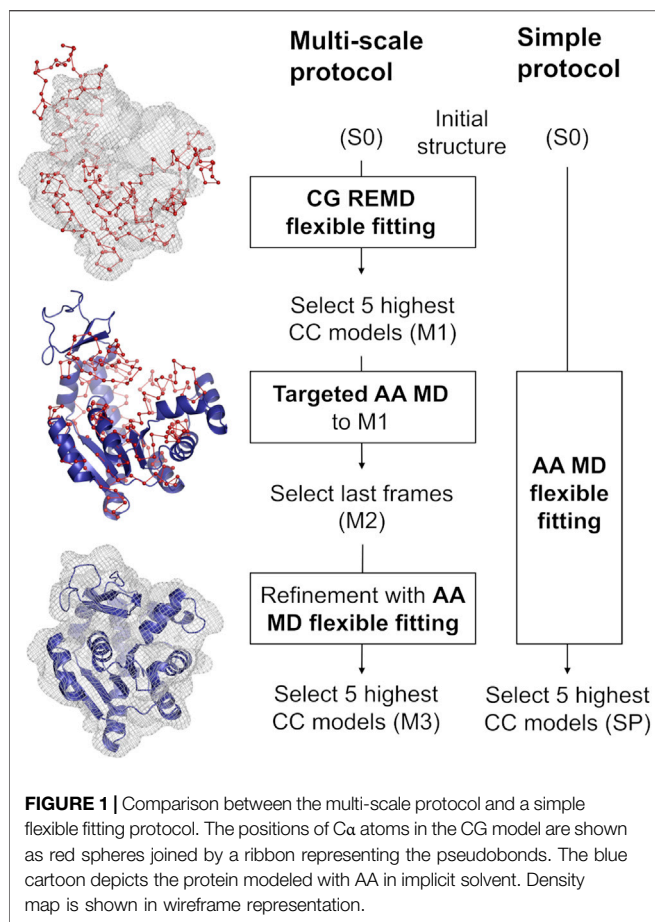 Multi-scale
protocol
Simple
protocol
(S0)
Initial
structure
(S0)
CG REMD
flexible fitting
Select 5 highest
CC models (M1)
Targeted AA MD
to M1
Select last frames
(M2)
Refinement with AA
MD flexible fitting
Select 5 highest
CC models (M3)
AA MD
flexible
fitting
Select 5 highest
CC models (SP)
FIGURE 1 | Comparison between the multi-scale protocol and a simple
flexible fitting protocol. The positions of Cα atoms in the CG model are shown
as red spheres joined by a ribbon representing the pseudobonds. The blue
cartoon depicts the protein modeled with AA in implicit solvent. Density
map is shown in wireframe representation.